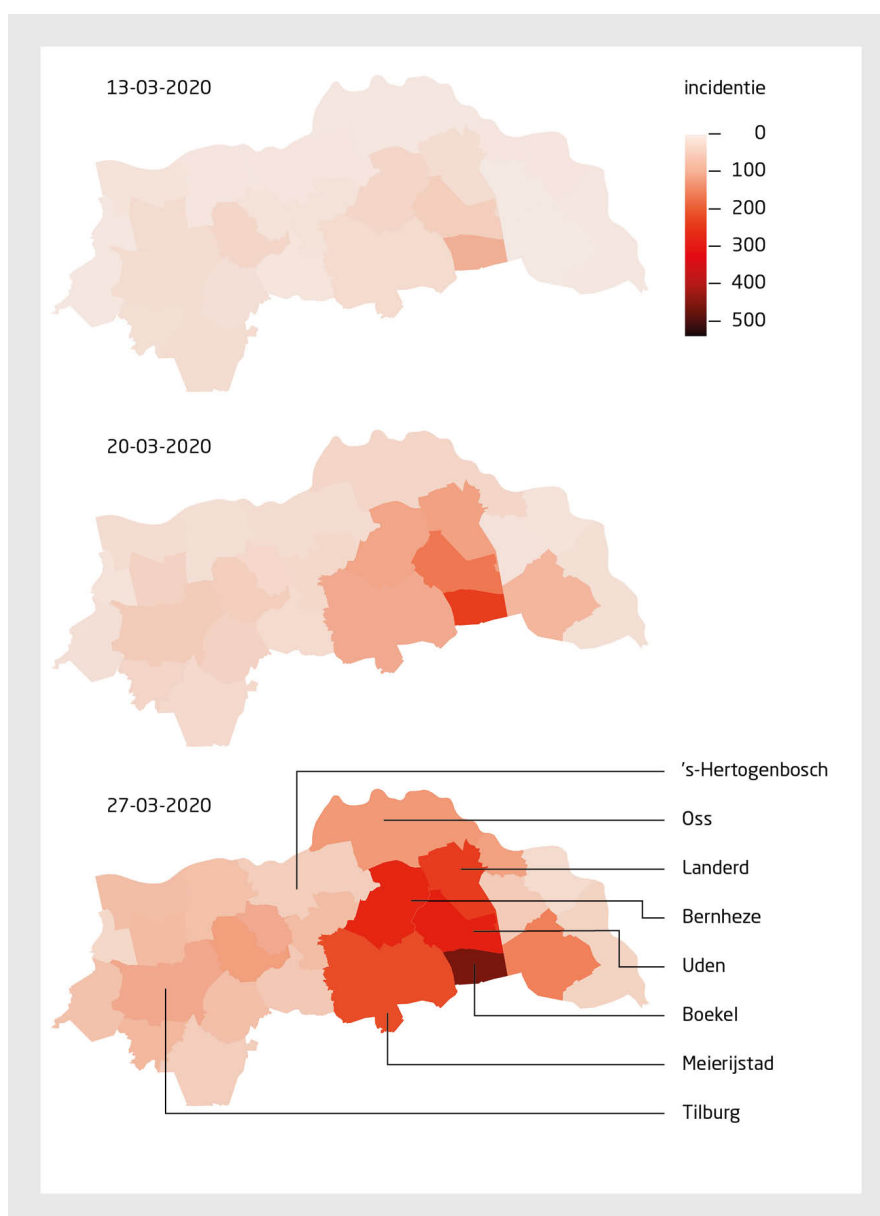 13-03-2020
incidentie
0
100
200
300
400
500
20-03-2020
27-03-2020
's-Hertogenbosch
Oss
Landerd
Bernheze
Uden
Boekel
Meierijstad
Tilburg